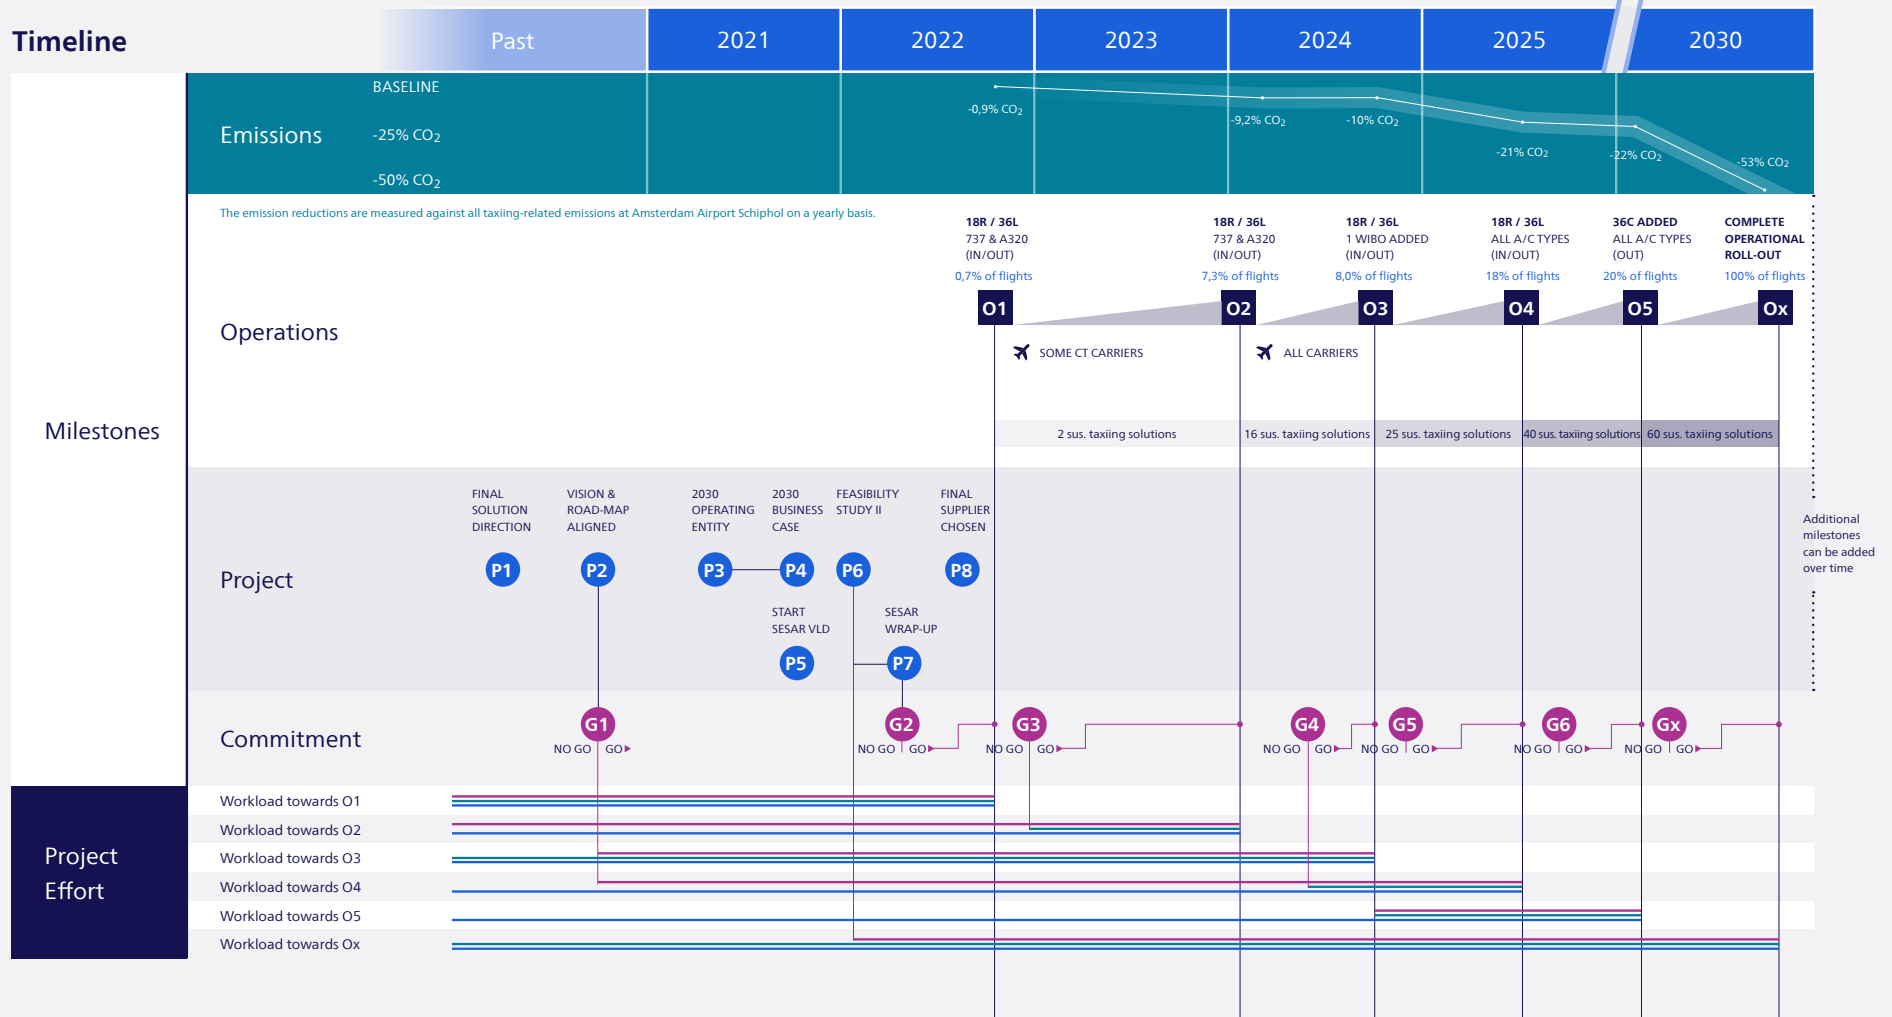 Timeline
Past
2021
2022
2023
2024
2025
2030
Milestones
Emissions
BASELINE
-25% CO2
-50% CO2
-0,9% CO2
-9,2% CO2
-10% CO2
-21% CO2
-22% CO2
-53% CO2
The emission reductions are measured against all taxiing-related emissions at Amsterdam Airport Schiphol on a yearly basis.
Operations
18R / 36L
737 & A320
(IN/OUT)
0,7% of flights
O1
18R / 36L
737 & A320
(IN/OUT)
7,3% of flights
O2
18R / 36L
1 WIBO ADDED
(IN/OUT)
8,0% of flights
O3
18R / 36L
ALL A/C TYPES
(IN/OUT)
18% of flights
O4
36C ADDED
ALL A/C TYPES
(OUT)
20% of flights
O5
COMPLETE
OPERATIONAL
ROLL-OUT
100% of flights
Ox
SOME CT CARRIERS
ALL CARRIERS
2 sus. taxiing solutions
16 sus. taxiing solutions
25 sus. taxiing solutions
40 sus. taxiing solutions
60 sus. taxiing solutions
Project
FINAL
SOLUTION
DIRECTION
P1
VISION &
ROAD-MAP
ALIGNED
P2
2030
OPERATING
ENTITY
P3
2030
BUSINESS
CASE
P4
FEASIBILITY
STUDY II
P6
FINAL
SUPPLIER
CHOSEN
P8
START
SESAR VLD
P5
SESAR
WRAP-UP
P7
Additional
milestones
can be added
over time
Commitment
G1
NO GO GO
G2
NO GO GO
G3
NO GO GO
G4
NO GO GO
G5
NO GO GO
G6
NO GO GO
Gx
NO GO GO
Project
Effort
Workload towards O1
Workload towards O2
Workload towards O3
Workload towards O4
Workload towards O5
Workload towards Ox